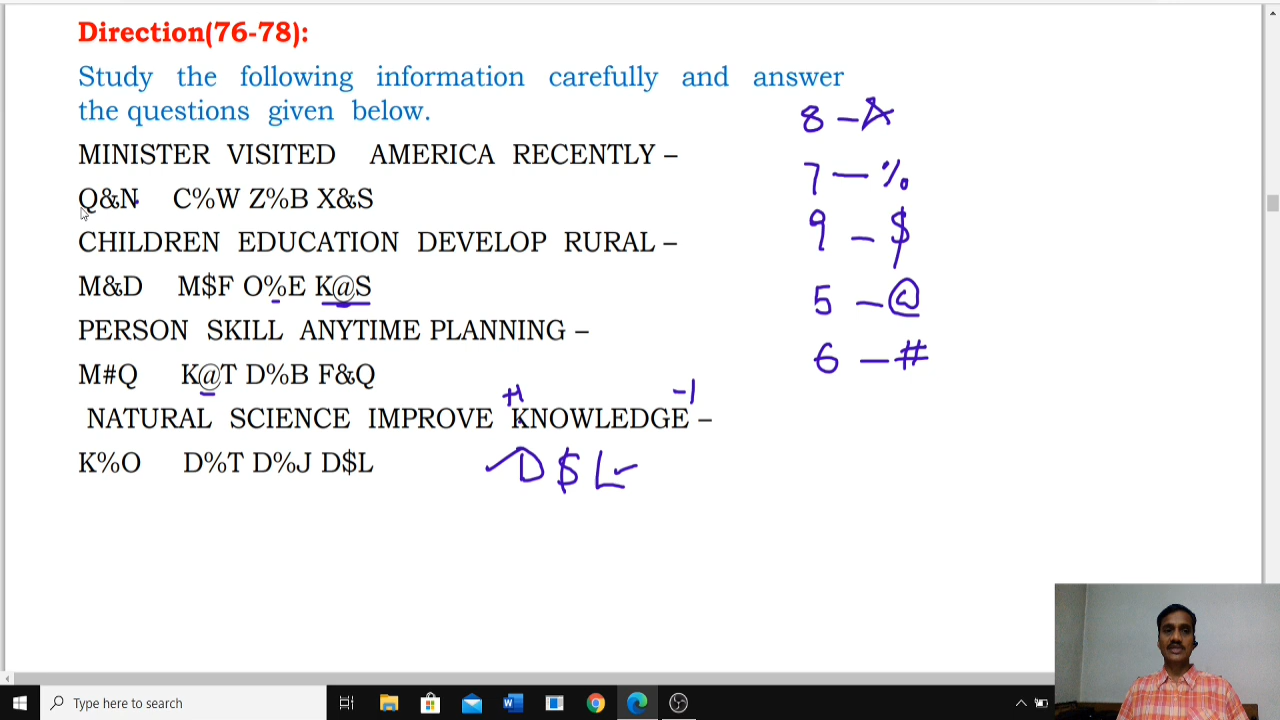 Direction(76-78):
Study the following information carefully and answer
the questions given below.
MINISTER VISITED AMERICA RECENTLY –
Q&N C%W Z%B X&S
CHILDREN EDUCATION DEVELOP RURAL –
M&D M$F O%E K@S
PERSON SKILL ANYTIME PLANNING –
M#Q K@T D%B F&Q
+1 -1
NATURAL SCIENCE IMPROVE KNOWLEDGE –
K%O D%T D%J D$L
D $ L
8 – ☆
7 – %
9 – $
5 – @
6 – #
Type here to search